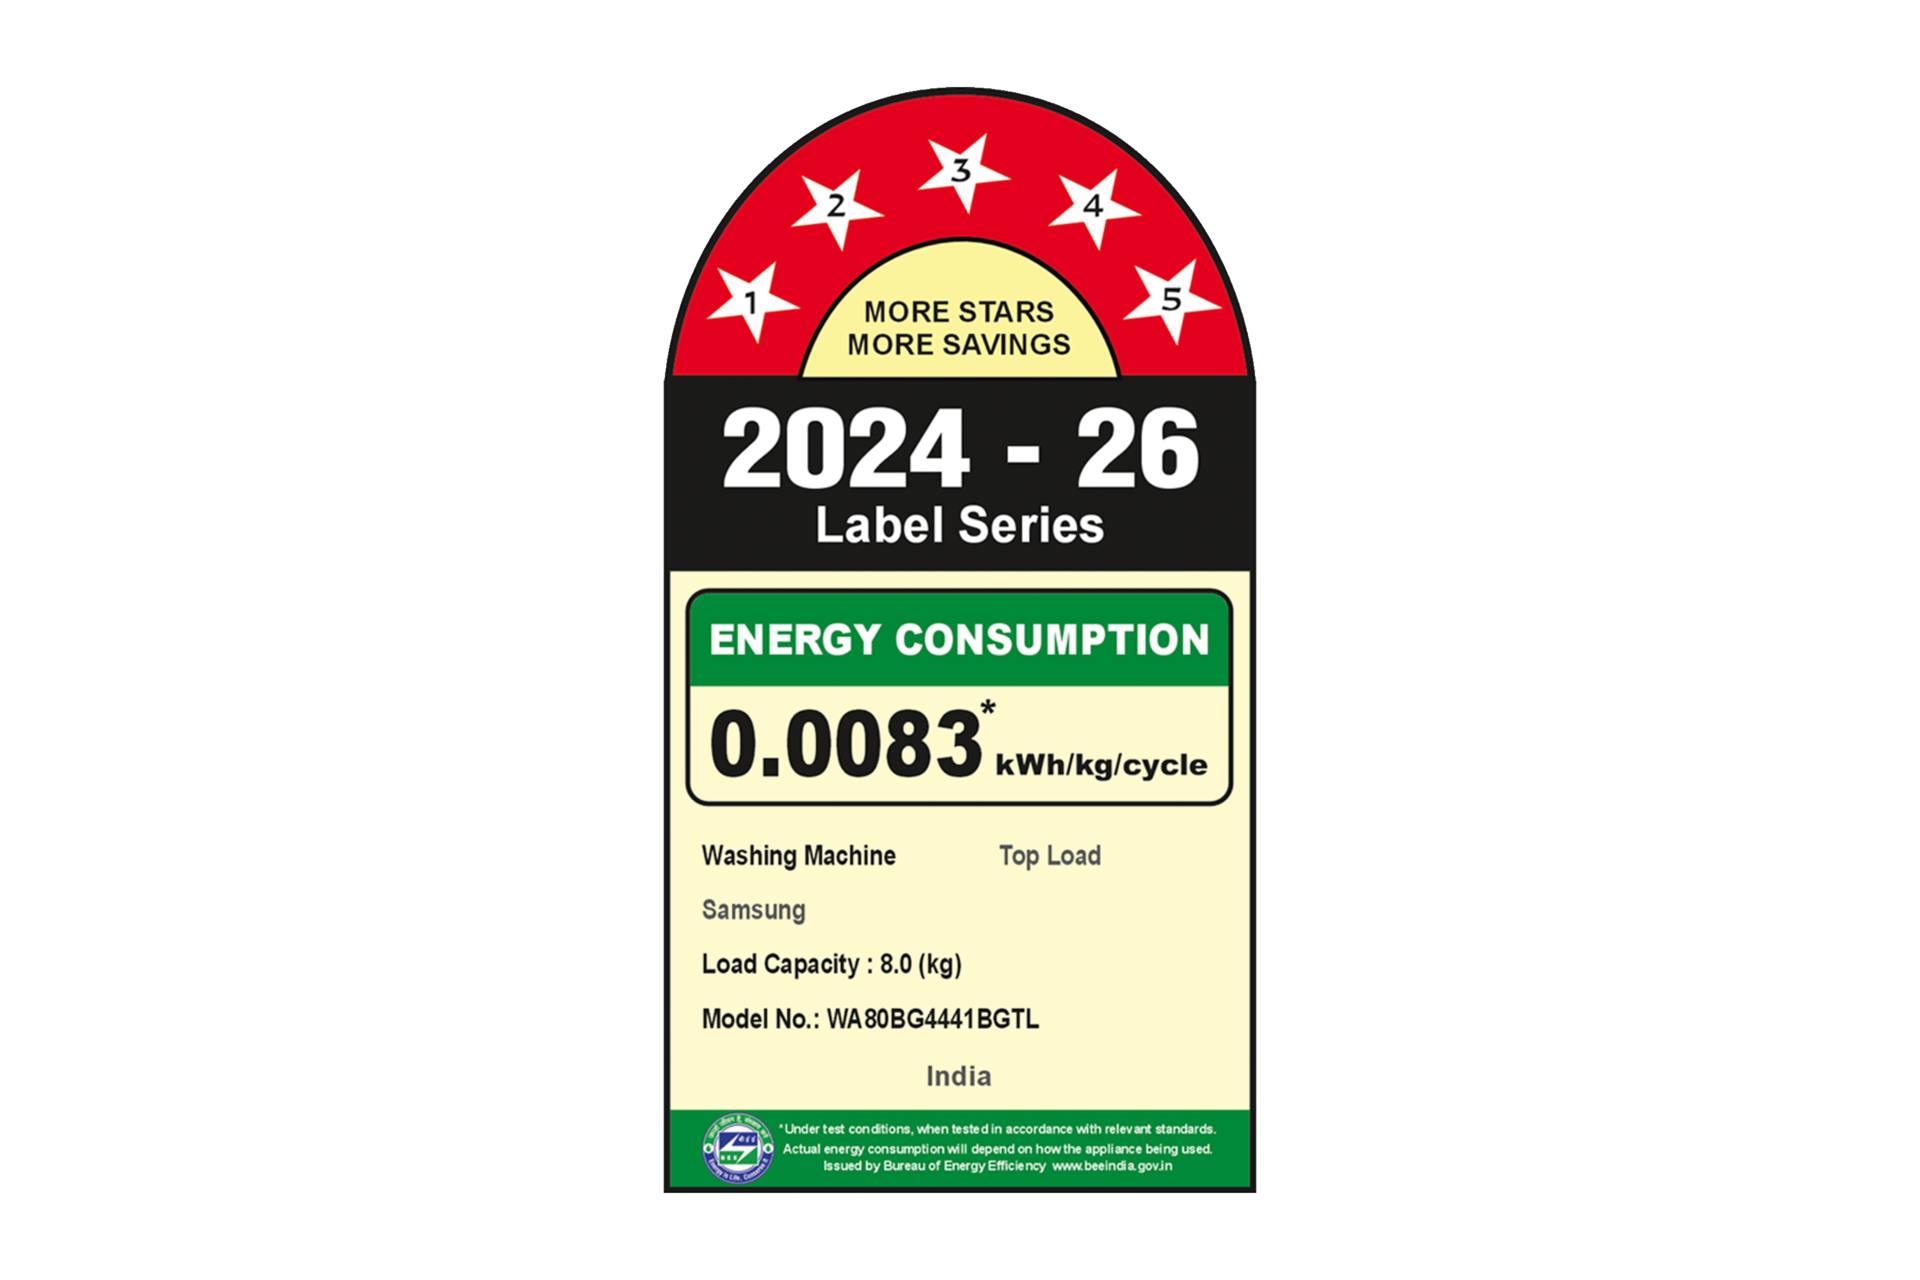 1 2 3 4 5
MORE STARS
MORE SAVINGS
2024 - 26
Label Series
ENERGY CONSUMPTION
0.0083* kWh/kg/cycle
Washing Machine Top Load
Samsung
Load Capacity : 8.0 (kg)
Model No.: WA80BG4441BGTL
India
*Under test conditions, when tested in accordance with relevant standards.
Actual energy consumption will depend on how the appliance being used.
Issued by Bureau of Energy Efficiency www.beeindia.gov.in